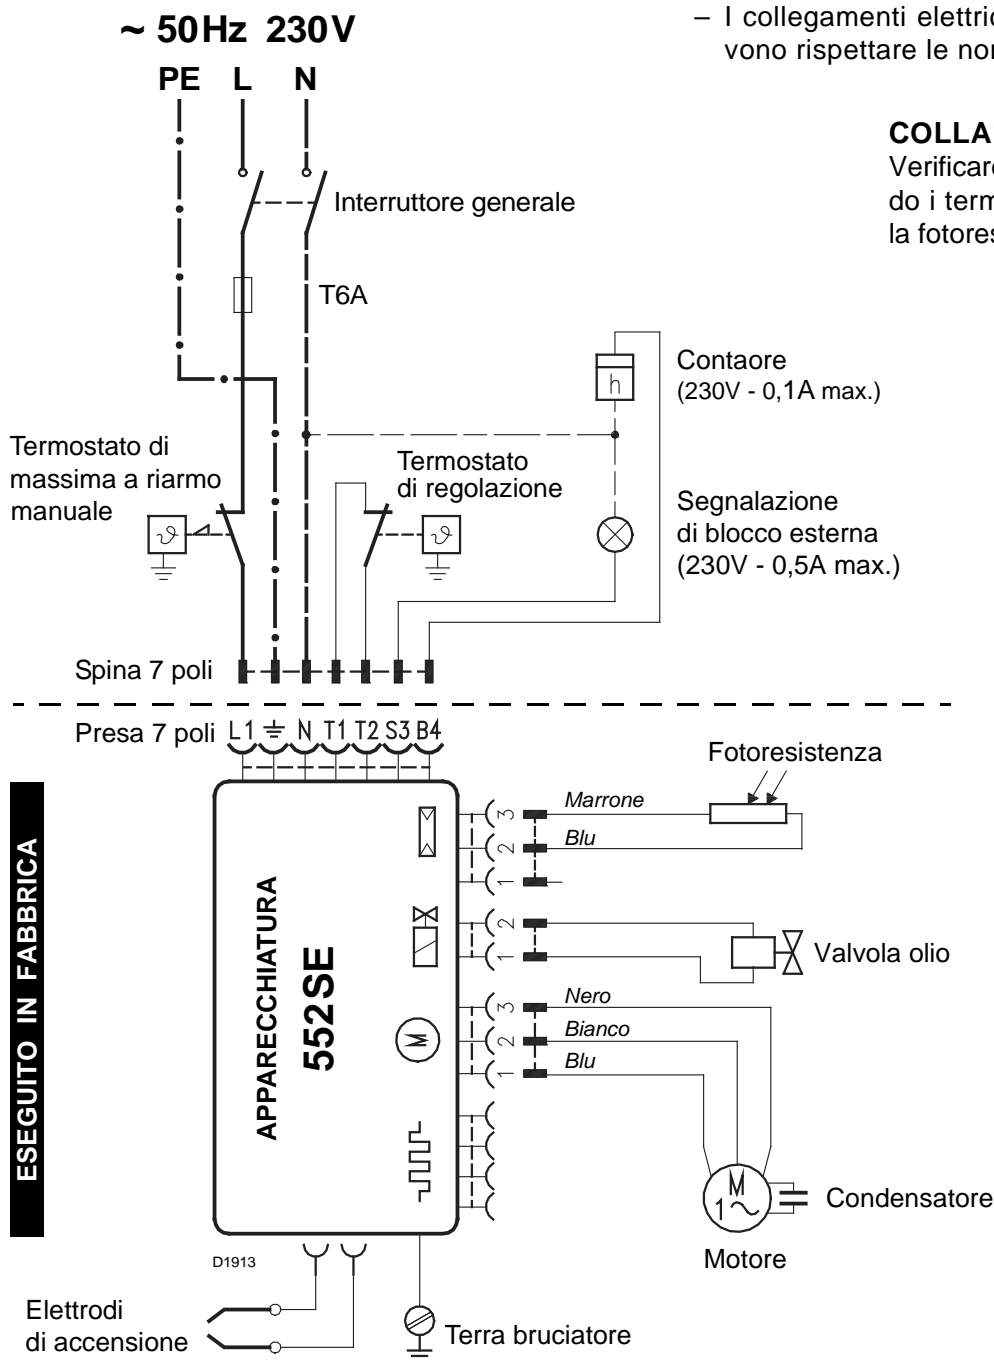 ~ 50Hz 230V
PE L N
– I collegamenti elettric
vono rispettare le nor
COLLA
Verificare
do i term
la fotores
Interruttore generale
T6A
h
Contaore
(230V - 0,1A max.)
Termostato di
massima a riarmo
manuale
Termostato
di regolazione
Segnalazione
di blocco esterna
(230V - 0,5A max.)
ϑ
ϑ
Spina 7 poli
Presa 7 poli
L1 N T1 T2 S3 B4
Fotoresistenza
3 Marrone
2 Blu
1
ESEGUITO IN FABBRICA
APPARECCHIATURA
552SE
2
1
Valvola olio
M
3 Nero
2 Bianco
1 Blu
M
1~
Condensatore
Motore
D1913
Elettrodi
di accensione
Terra bruciatore